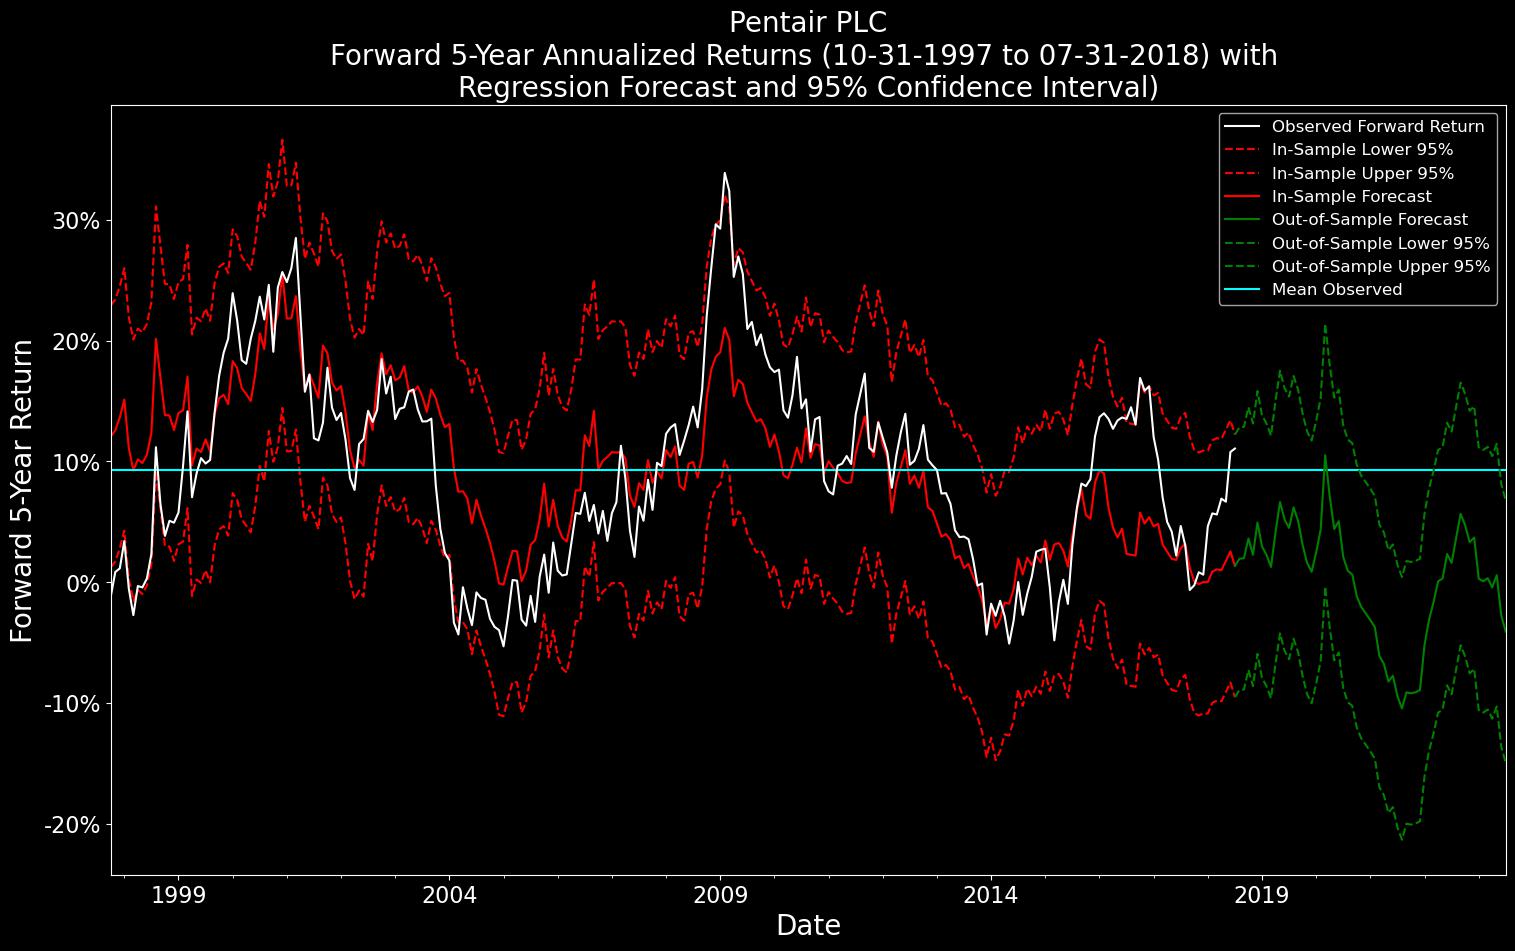 Pentair PLC
Forward 5-Year Annualized Returns (10-31-1997 to 07-31-2018) with
Regression Forecast and 95% Confidence Interval)
Observed Forward Return
In-Sample Lower 95%
In-Sample Upper 95%
In-Sample Forecast
Out-of-Sample Forecast
Out-of-Sample Lower 95%
Out-of-Sample Upper 95%
Mean Observed
Forward 5-Year Return
30%
20%
10%
0%
-10%
-20%
1999
2004
2009
2014
2019
Date